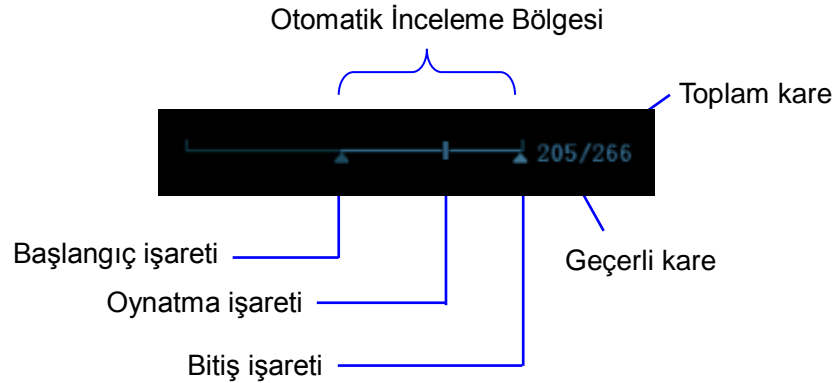 Otomatik İnceleme Bölgesi
Toplam kare
205/266
Başlangıç işareti
Geçerli kare
Oynatma işareti
Bitiş işareti